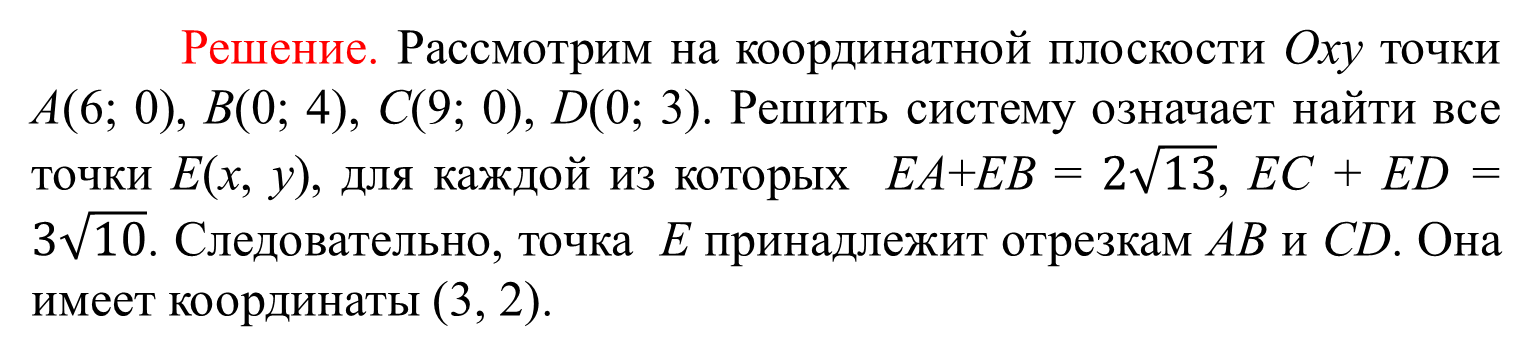 Решение. Рассмотрим на координатной плоскости Oxy точки
A(6; 0), B(0; 4), C(9; 0), D(0; 3). Решить систему означает найти все
точки E(x, y), для каждой из которых EA+EB = 2√13, EC + ED =
3√10. Следовательно, точка E принадлежит отрезкам AB и CD. Она
имеет координаты (3, 2).